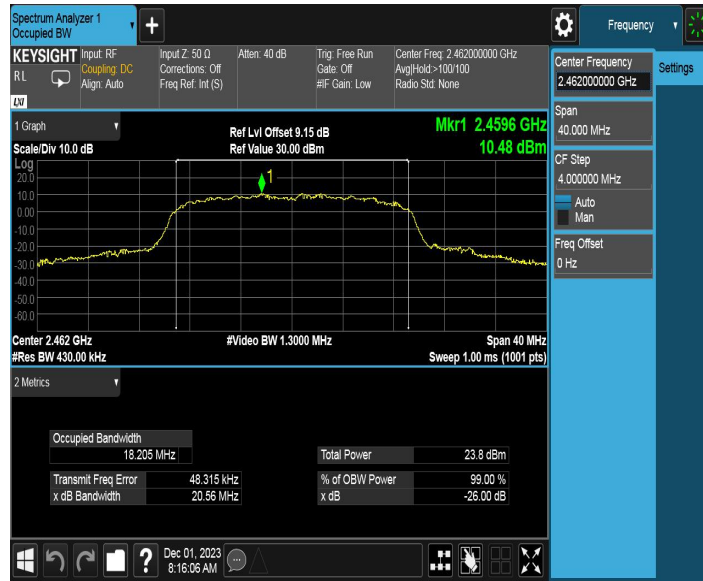 Spectrum Analyzer 1
Occupied BW
Frequency
KEYSIGHT
RL
LXI
Input: RF
Coupling: DC
Align: Auto
Input Z: 50 Ω
Corrections: Off
Freq Ref: Int (S)
Atten: 40 dB
Trig: Free Run
Gate: Off
#IF Gain: Low
Center Freq: 2.462000000 GHz
Avg|Hold:>100/100
Radio Std: None
Center Frequency
2.462000000 GHz
Settings
Span
40.000 MHz
CF Step
4.000000 MHz
Auto
Man
Freq Offset
0 Hz
1 Graph
Scale/Div 10.0 dB
Ref Lvl Offset 9.15 dB
Ref Value 30.00 dBm
Mkr1 2.4596 GHz
10.48 dBm
Log
20.0
10.0
0.00
-10.0
-20.0
-30.0
-40.0
-50.0
-60.0
1
Center 2.462 GHz
#Video BW 1.3000 MHz
Span 40 MHz
#Res BW 430.00 kHz
Sweep 1.00 ms (1001 pts)
2 Metrics
Occupied Bandwidth
18.205 MHz
Total Power 23.8 dBm
Transmit Freq Error 48.315 kHz
% of OBW Power 99.00 %
x dB Bandwidth 20.56 MHz
x dB -26.00 dB
?
Dec 01, 2023
8:16:06 AM